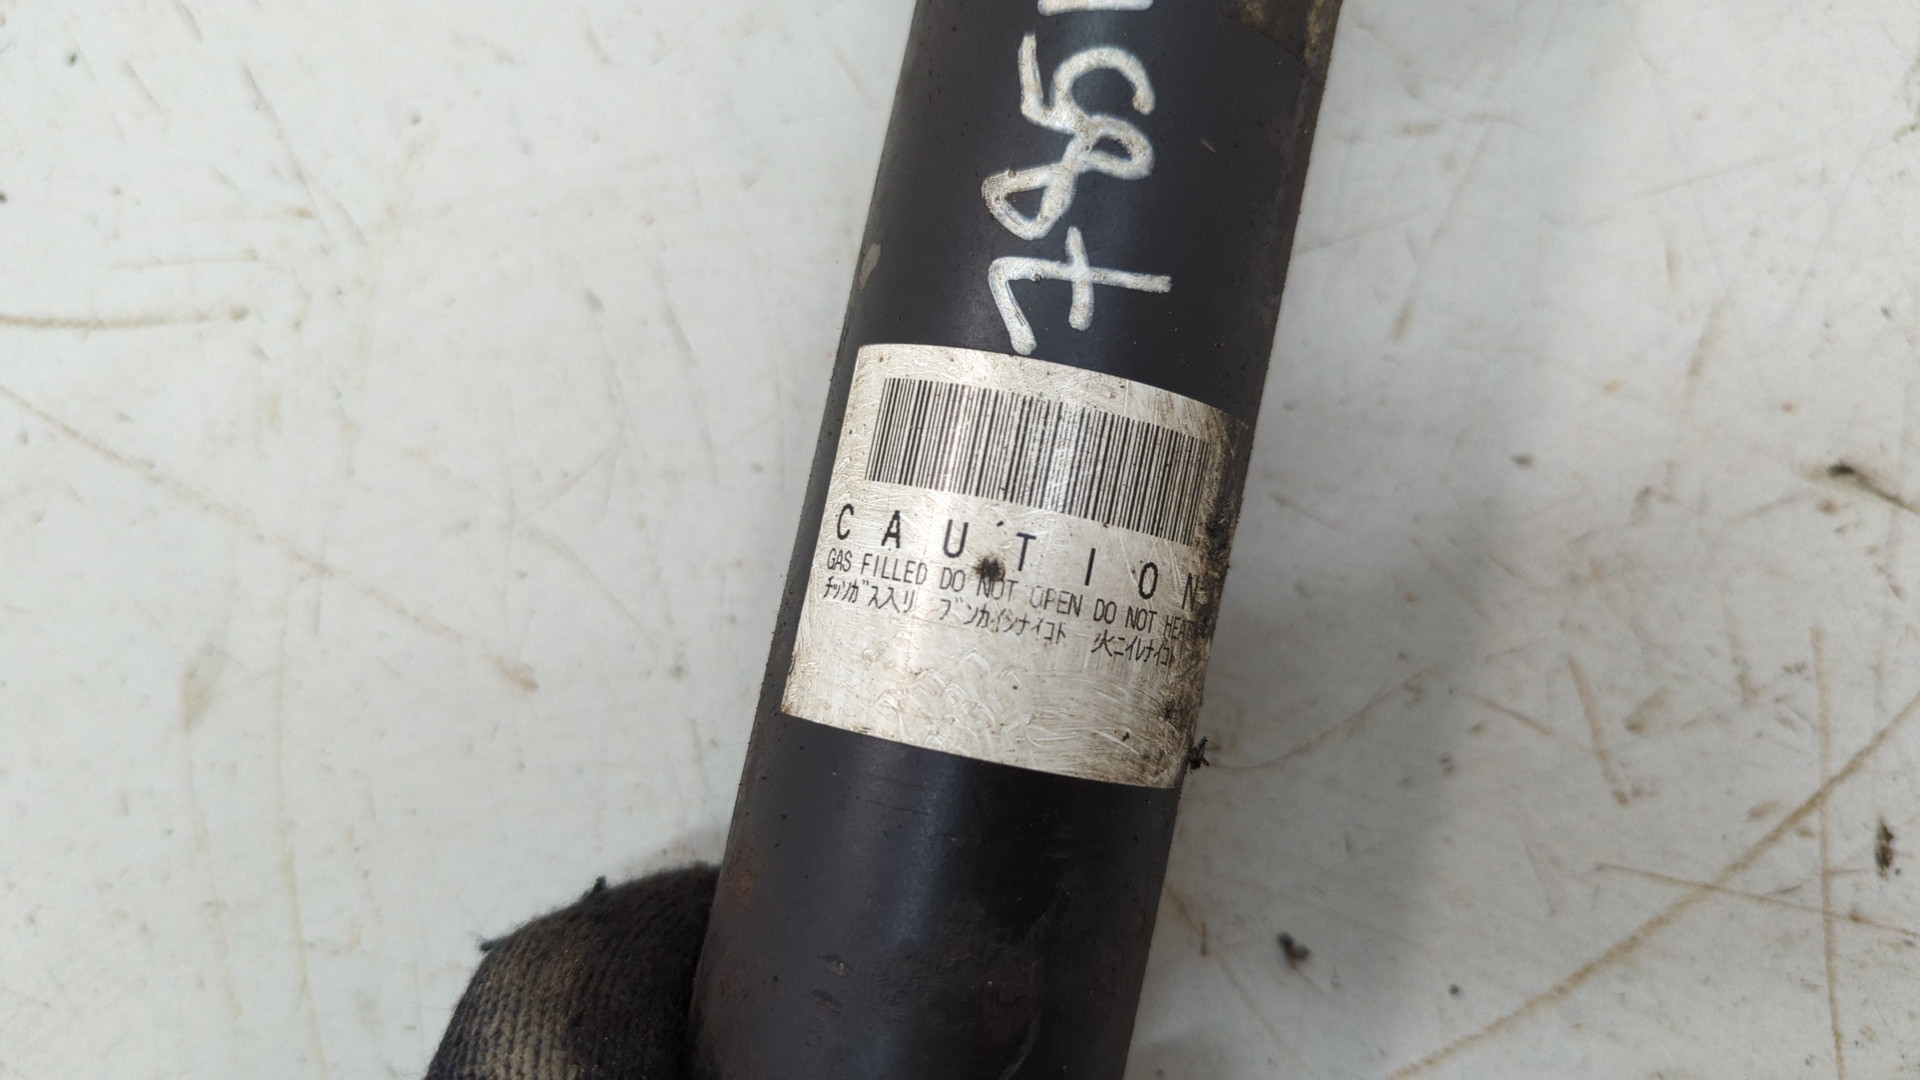 785
CAUTION
GAS FILLED DO NOT OPEN DO NOT HEAT
ﾁｯｿｶﾞｽ入ﾘ ﾌﾞﾝｶｲｼﾅｲｺﾄ 火ﾆｲﾚﾅｲｺﾄ